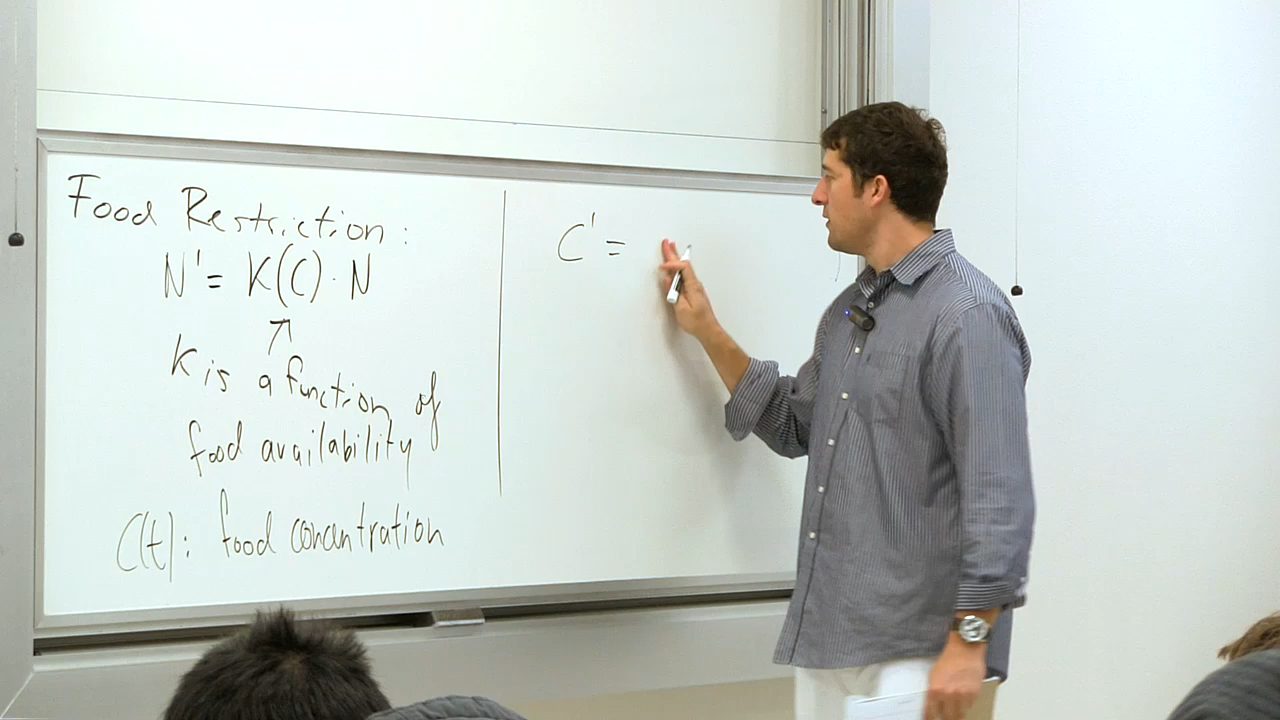 Food Restriction:
N' = K(C) · N
↑
K is a function of
food availability
C(t): food concentration
C' =